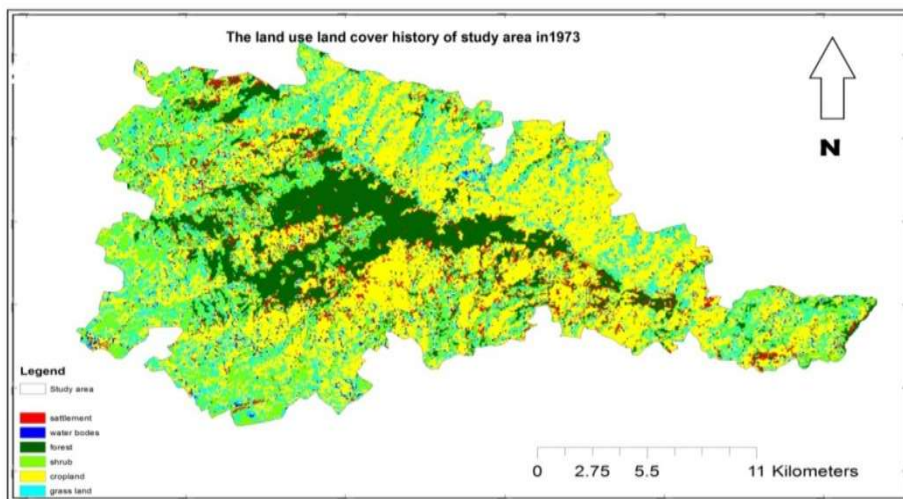 The land use land cover history of study area in1973
N
Legend
Study area
sattlement
water bodes
forest
shrub
cropland
grass land
0 2.75 5.5 11 Kilometers